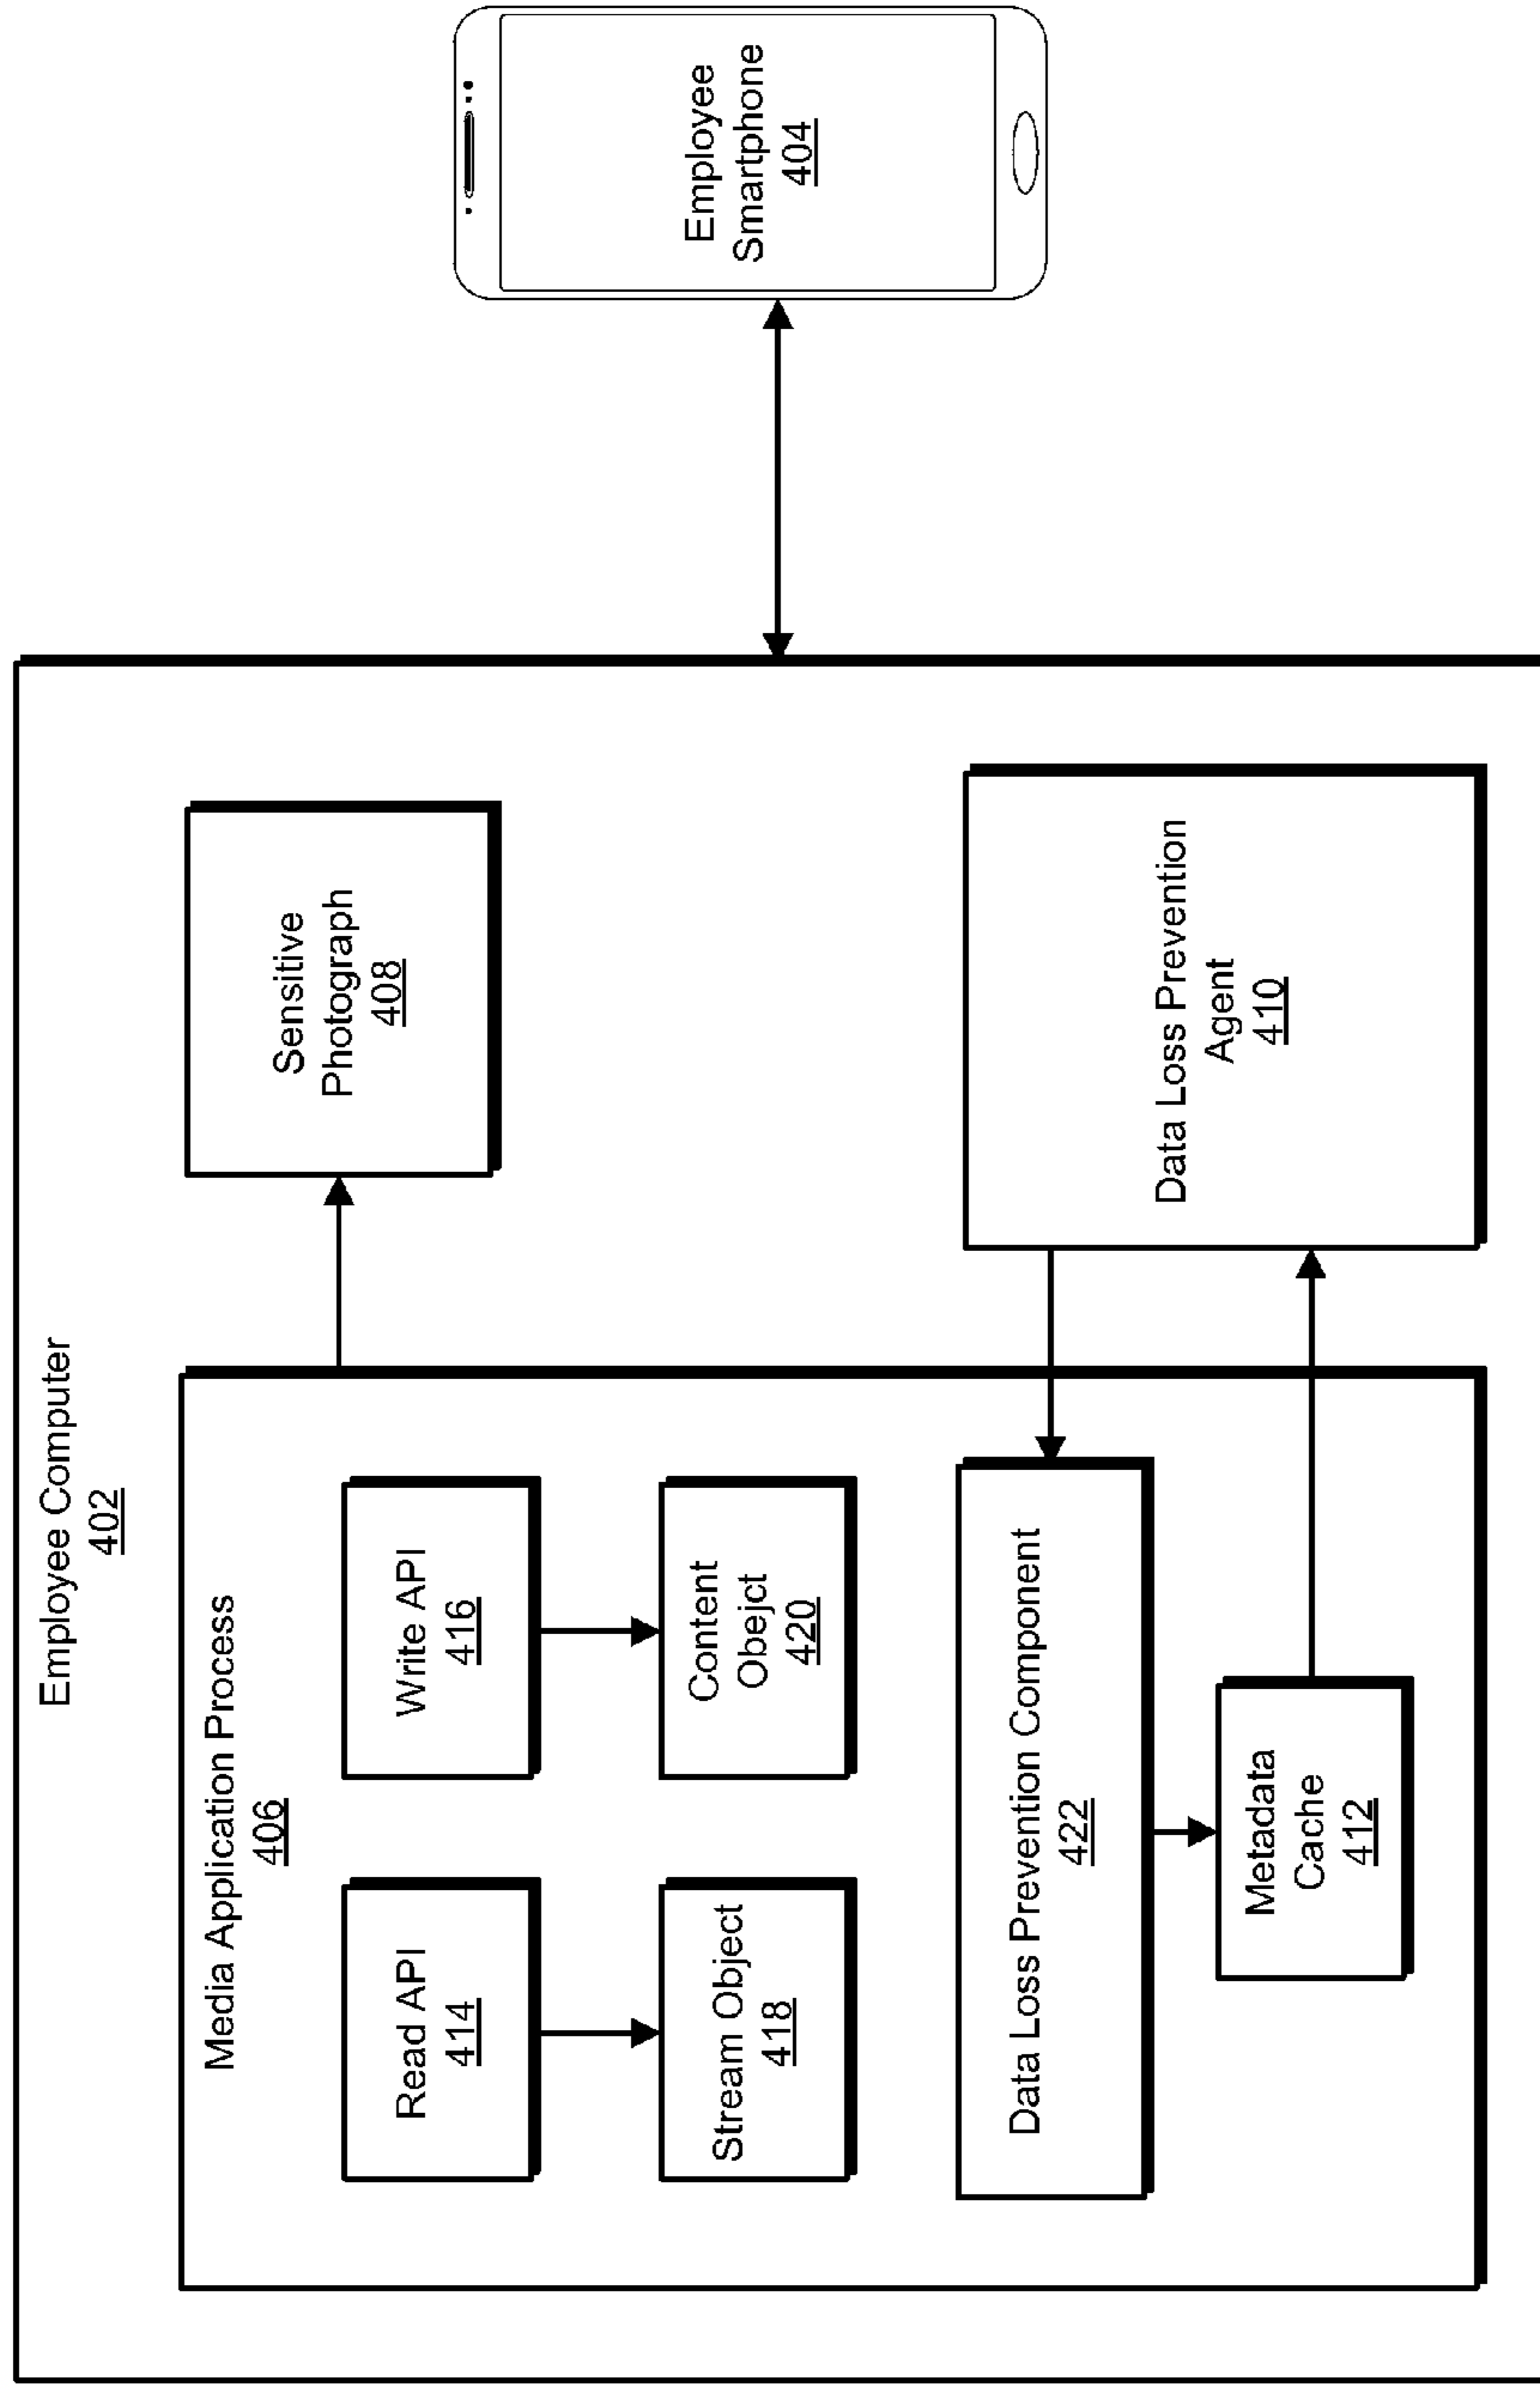 Employee Computer
402
Media Application Process
406
Read API
414
Write API
416
Stream Object
418
Content
Obejct
420
Data Loss Prevention Component
422
Metadata
Cache
412
Sensitive
Photograph
408
Data Loss Prevention
Agent
410
Employee
Smartphone
404